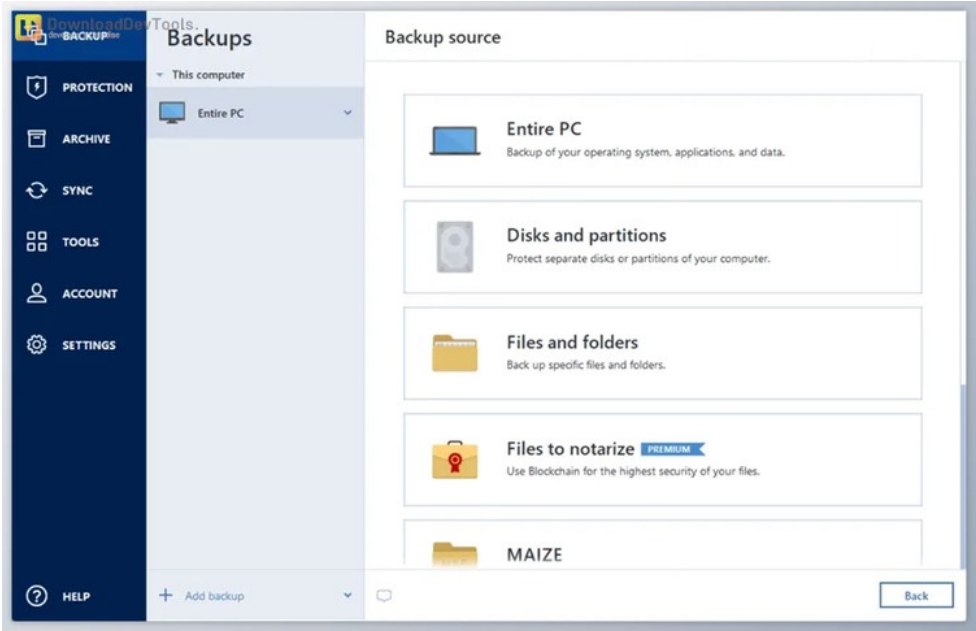 DownloadDevTools.
BACKUP
PROTECTION
ARCHIVE
SYNC
TOOLS
ACCOUNT
SETTINGS
HELP
Backups
This computer
Entire PC
Add backup
Backup source
Entire PC
Backup of your operating system, applications, and data.
Disks and partitions
Protect separate disks or partitions of your computer.
Files and folders
Back up specific files and folders.
Files to notarize PREMIUM
Use Blockchain for the highest security of your files.
MAIZE
Back